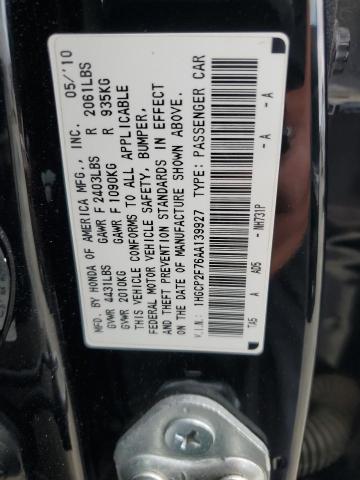 MFD. BY HONDA OF AMERICA MFG., INC. 05/'10
GVWR 4431LBS GAWR F 2403LBS R 2061LBS
GVWR 2010KG GAWR F 1090KG R 935KG
THIS VEHICLE CONFORMS TO ALL APPLICABLE
FEDERAL MOTOR VEHICLE SAFETY, BUMPER,
AND THEFT PREVENTION STANDARDS IN EFFECT
ON THE DATE OF MANUFACTURE SHOWN ABOVE.
V.I.N.: 1HGCP2F76AA139927 TYPE: PASSENGER CAR
TA5 A AD5 - NH731P - A - A